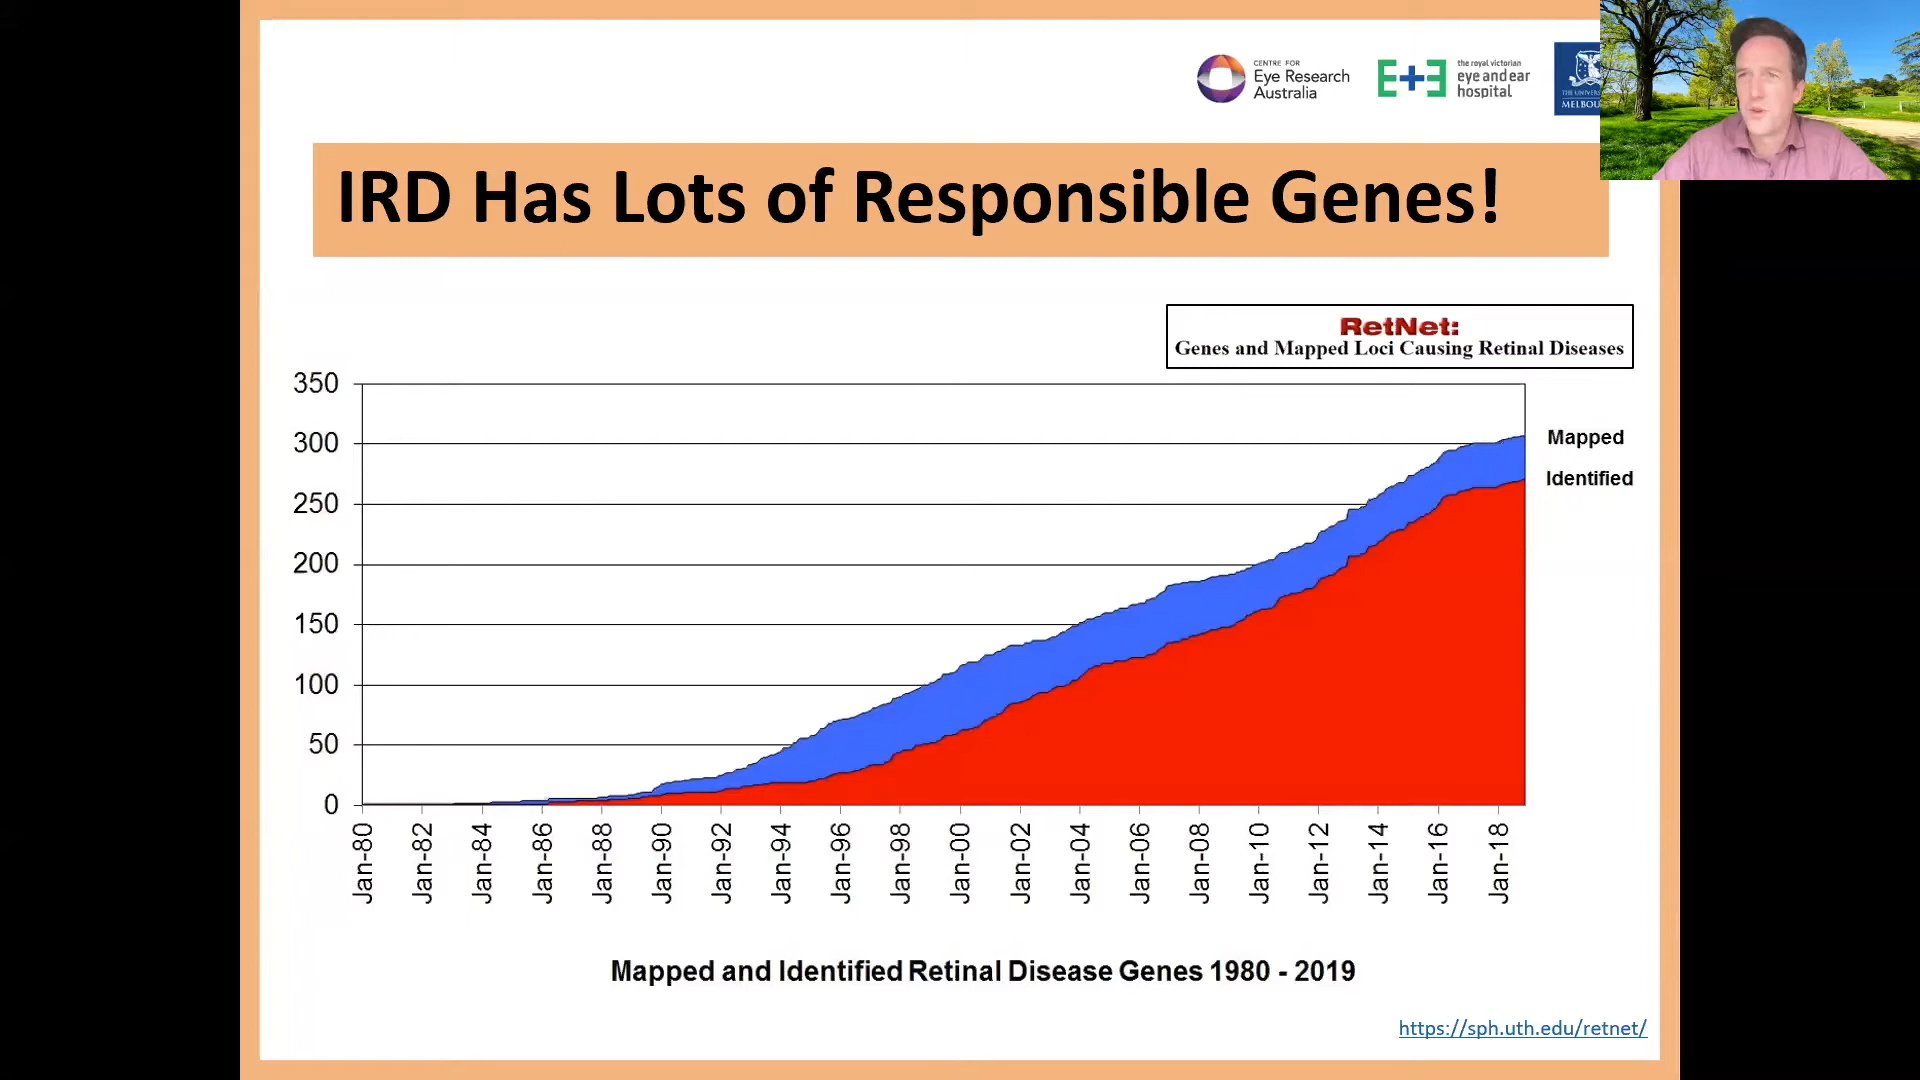 CENTRE FOR
Eye Research
Australia
the royal victorian
eye and ear
hospital
IRD Has Lots of Responsible Genes!
RetNet:
Genes and Mapped Loci Causing Retinal Diseases
350
300
250
200
150
100
50
0
Mapped
Identified
Jan-80
Jan-82
Jan-84
Jan-86
Jan-88
Jan-90
Jan-92
Jan-94
Jan-96
Jan-98
Jan-00
Jan-02
Jan-04
Jan-06
Jan-08
Jan-10
Jan-12
Jan-14
Jan-16
Jan-18
Mapped and Identified Retinal Disease Genes 1980 - 2019
https://sph.uth.edu/retnet/